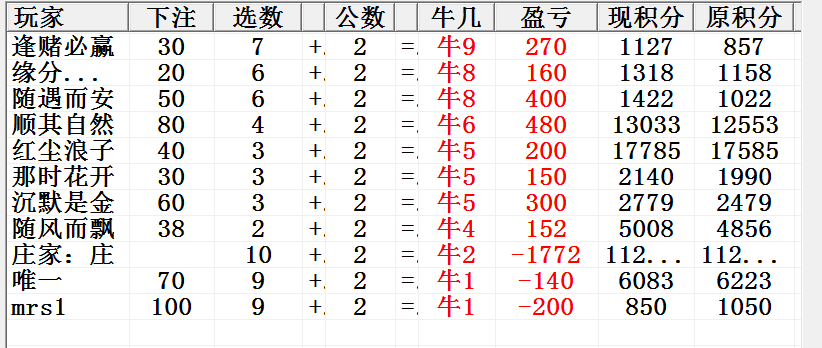 玩家 下注 选数 公数 牛几 盈亏 现积分 原积分
逢赌必赢 30 7 +. 2 =. 牛9 270 1127 857
缘分... 20 6 +. 2 =. 牛8 160 1318 1158
随遇而安 50 6 +. 2 =. 牛8 400 1422 1022
顺其自然 80 4 +. 2 =. 牛6 480 13033 12553
红尘浪子 40 3 +. 2 =. 牛5 200 17785 17585
那时花开 30 3 +. 2 =. 牛5 150 2140 1990
沉默是金 60 3 +. 2 =. 牛5 300 2779 2479
随风而飘 38 2 +. 2 =. 牛4 152 5008 4856
庄家：庄 10 +. 2 =. 牛2 -1772 112... 112...
唯一 70 9 +. 2 =. 牛1 -140 6083 6223
mrs1 100 9 +. 2 =. 牛1 -200 850 1050